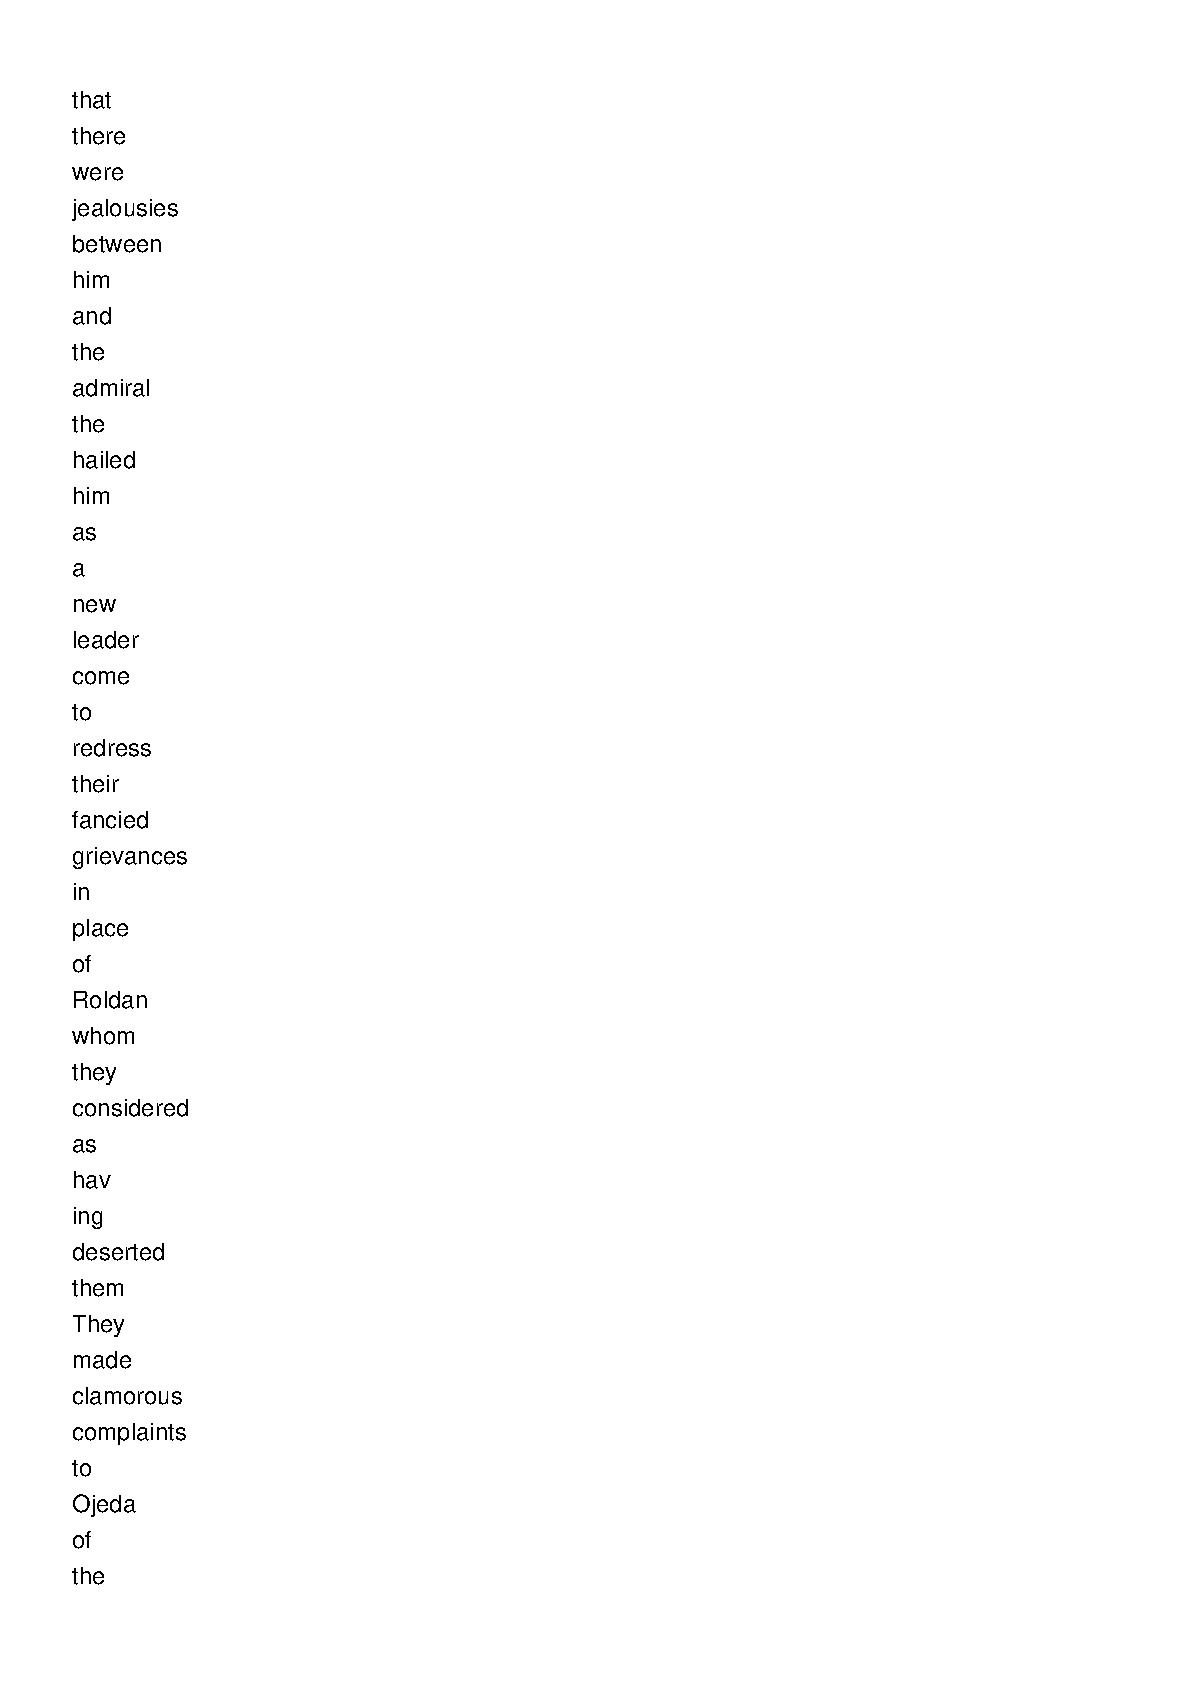 that
there
were
jealousies
between
him
and
the
admiral
the
hailed
him
as
a
new
leader
come
to
redress
their
fancied
grievances
in
place
of
Roldan
whom
they
considered
as
hav
ing
deserted
them
They
made
clamorous
complaints
to
Ojeda
of
the